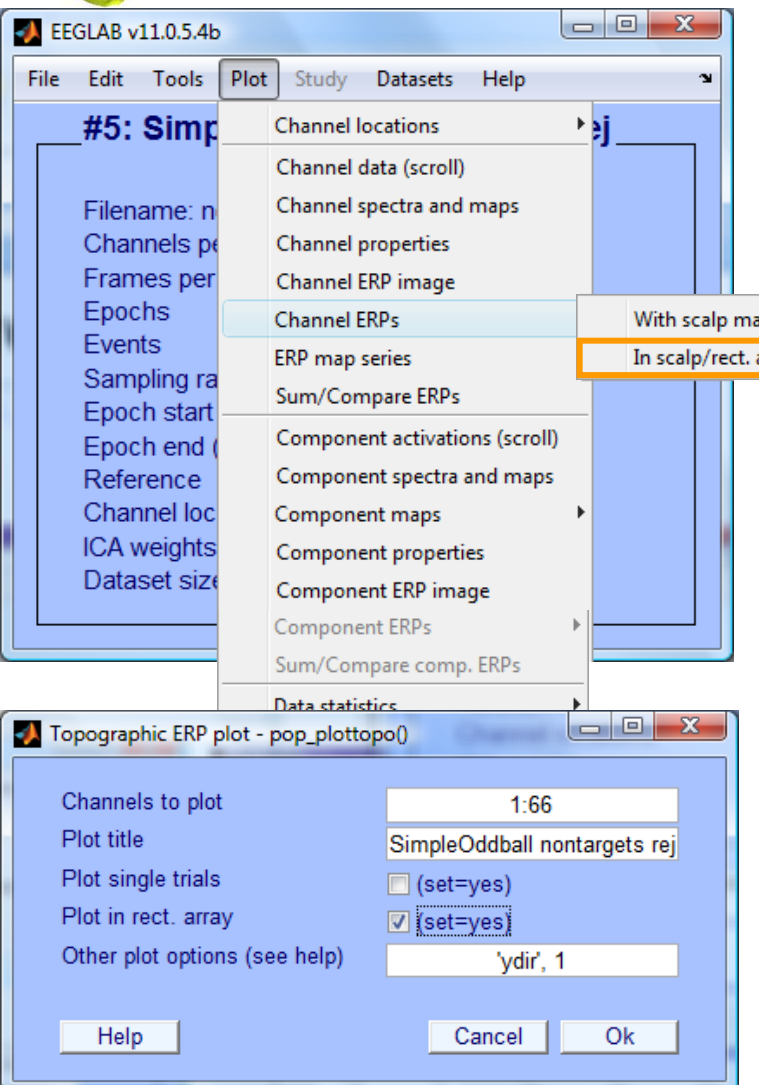 EEGLAB v11.0.5.4b
File Edit Tools Plot Study Datasets Help
#5: Simp ej
Channel locations
Channel data (scroll)
Filename: n
Channel spectra and maps
Channels pe
Channel properties
Frames per
Channel ERP image
Epochs
Channel ERPs
With scalp ma
Events
ERP map series
In scalp/rect. a
Sampling ra
Sum/Compare ERPs
Epoch start
Epoch end (
Component activations (scroll)
Reference
Component spectra and maps
Channel loc
Component maps
ICA weights
Component properties
Dataset size
Component ERP image
Component ERPs
Sum/Compare comp. ERPs
Data statistics
Topographic ERP plot - pop_plottopo()
Channels to plot 1:66
Plot title SimpleOddball nontargets rej
Plot single trials (set=yes)
Plot in rect. array (set=yes)
Other plot options (see help) 'ydir', 1
Help Cancel Ok